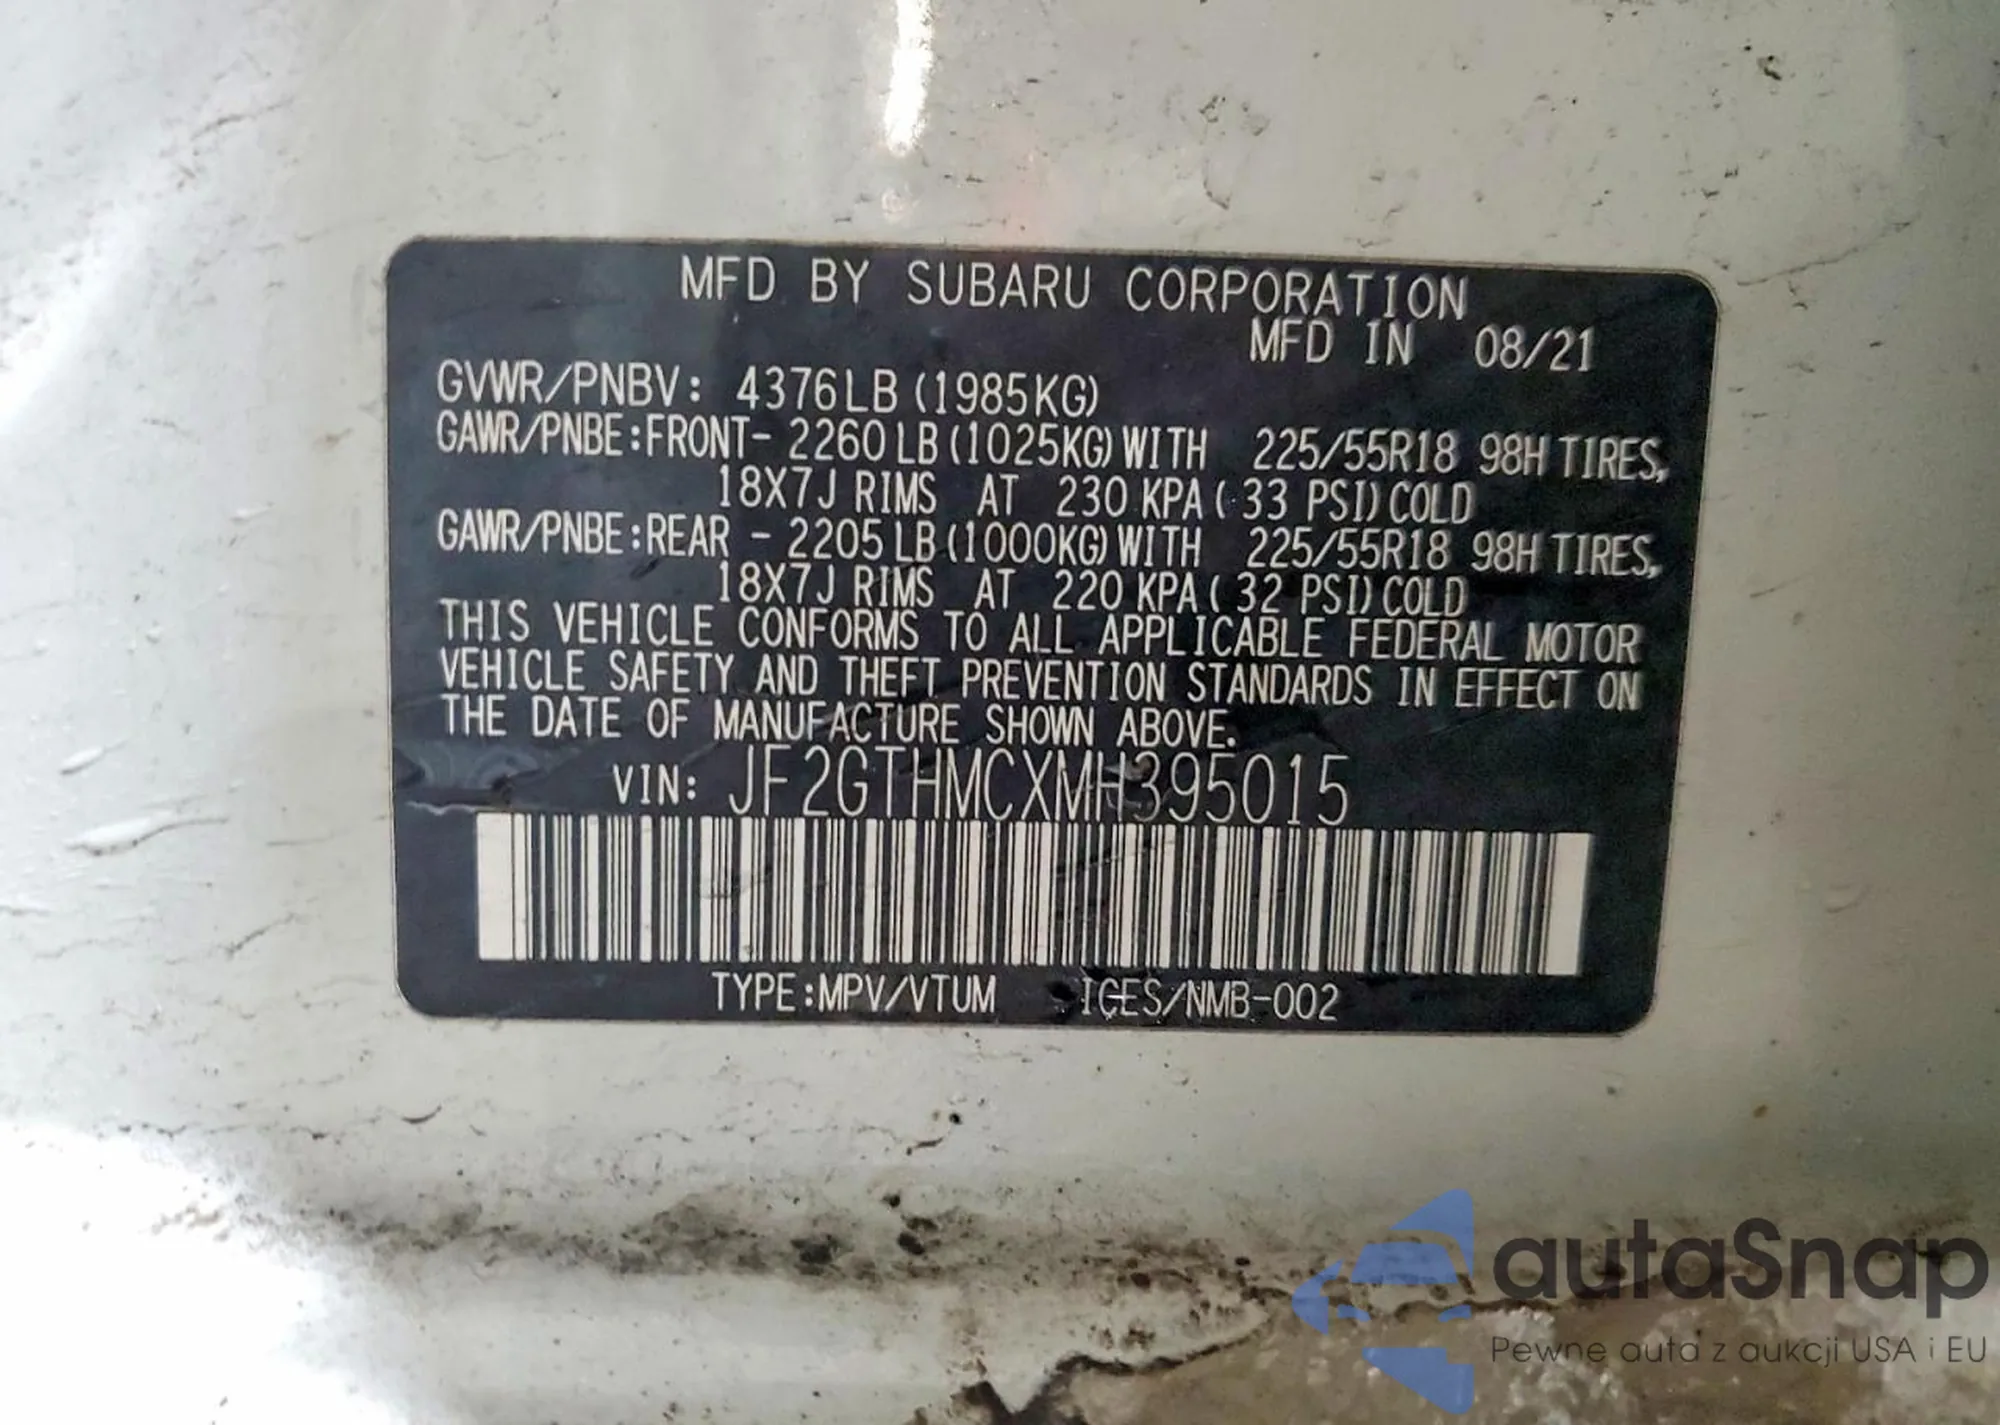 MFD BY SUBARU CORPORATION
MFD IN 08/21
GVWR/PNBV: 4376LB (1985KG)
GAWR/PNBE:FRONT- 2260 LB (1025KG) WITH 225/55R18 98H TIRES,
18X7J RIMS AT 230 KPA ( 33 PSI) COLD
GAWR/PNBE:REAR - 2205 LB (1000KG) WITH 225/55R18 98H TIRES,
18X7J RIMS AT 220 KPA ( 32 PSI) COLD
THIS VEHICLE CONFORMS TO ALL APPLICABLE FEDERAL MOTOR
VEHICLE SAFETY AND THEFT PREVENTION STANDARDS IN EFFECT ON
THE DATE OF MANUFACTURE SHOWN ABOVE.
VIN: JF2GTHMCXMH395015
TYPE:MPV/VTUM ICES/NMB-002
autaSnap
Pewne auta z aukcji USA i EU